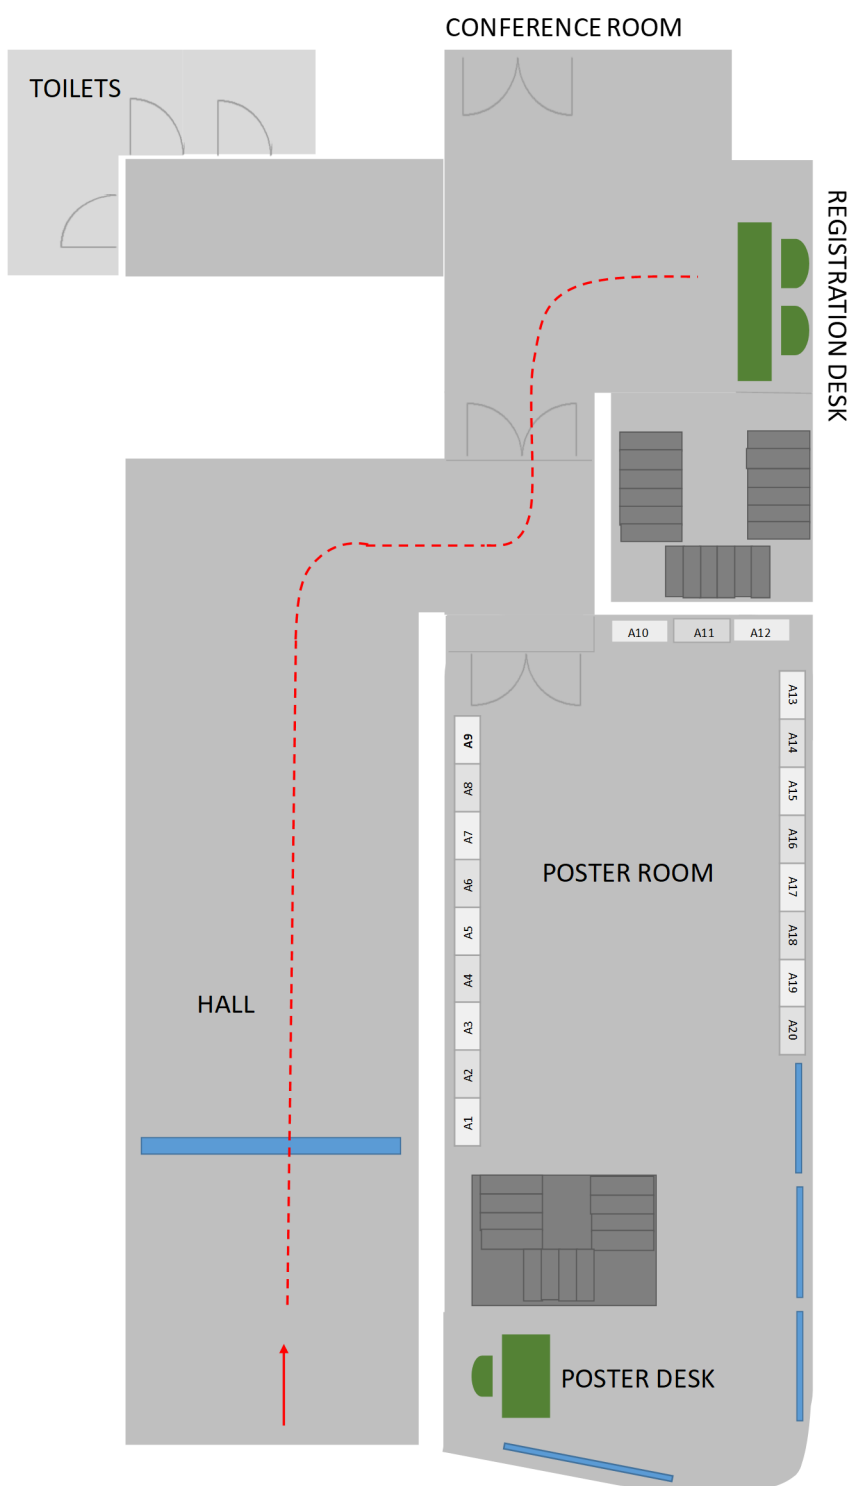 CONFERENCE ROOM
TOILETS
REGISTRATION DESK
A10
A11
A12
A13
A14
A15
A16
A17
A18
A19
A20
A9
A8
A7
A6
A5
A4
A3
A2
A1
POSTER ROOM
HALL
POSTER DESK